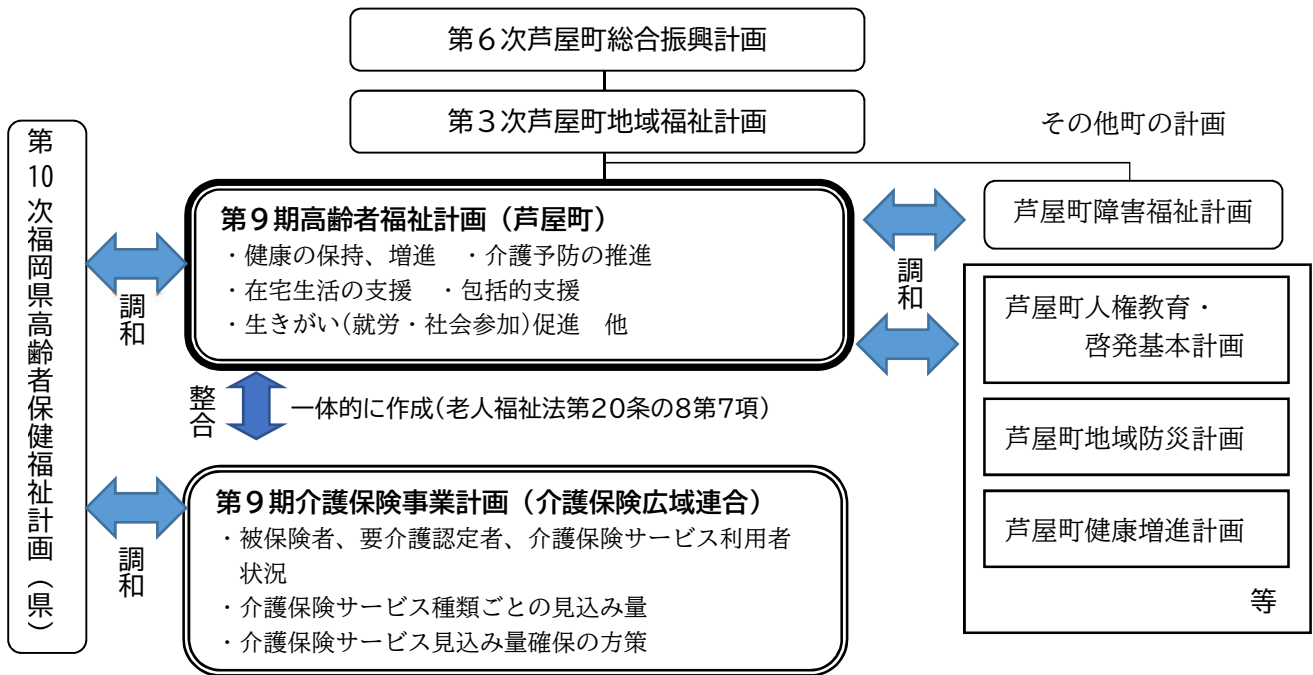 第６次芦屋町総合振興計画
第３次芦屋町地域福祉計画
その他町の計画
第10次福岡県高齢者保健福祉計画（県）
調和
第９期高齢者福祉計画（芦屋町）
・健康の保持、増進　・介護予防の推進
・在宅生活の支援　・包括的支援
・生きがい(就労・社会参加)促進　他
調和
芦屋町障害福祉計画
芦屋町人権教育・
啓発基本計画
芦屋町地域防災計画
芦屋町健康増進計画
等
整合
一体的に作成(老人福祉法第20条の8第7項)
調和
第９期介護保険事業計画（介護保険広域連合）
・被保険者、要介護認定者、介護保険サービス利用者
状況
・介護保険サービス種類ごとの見込み量
・介護保険サービス見込み量確保の方策